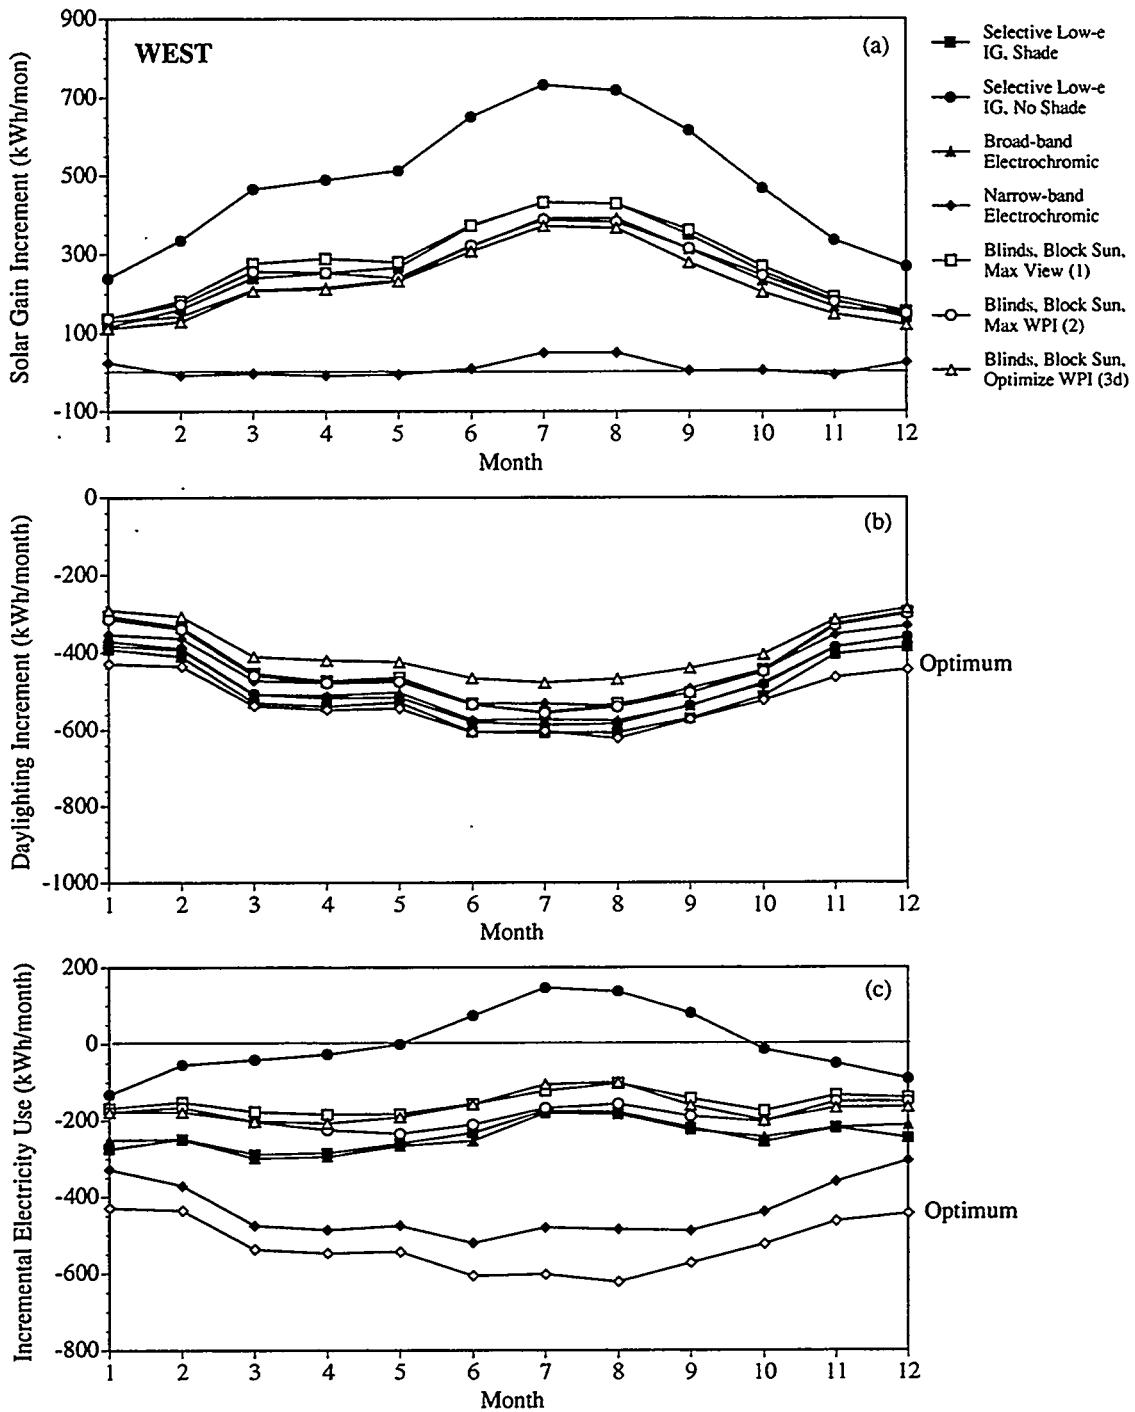 WEST
(a)
Solar Gain Increment (kWh/mon)
900
700
500
300
100
-100
1 2 3 4 5 6 7 8 9 10 11 12
Month
Selective Low-e
IG, Shade
Selective Low-e
IG, No Shade
Broad-band
Electrochromic
Narrow-band
Electrochromic
Blinds, Block Sun,
Max View (1)
Blinds, Block Sun,
Max WPI (2)
Blinds, Block Sun,
Optimize WPI (3d)
(b)
Daylighting Increment (kWh/month)
0
-200
-400
-600
-800
-1000
Optimum
1 2 3 4 5 6 7 8 9 10 11 12
Month
(c)
Incremental Electricity Use (kWh/month)
200
0
-200
-400
-600
-800
Optimum
1 2 3 4 5 6 7 8 9 10 11 12
Month